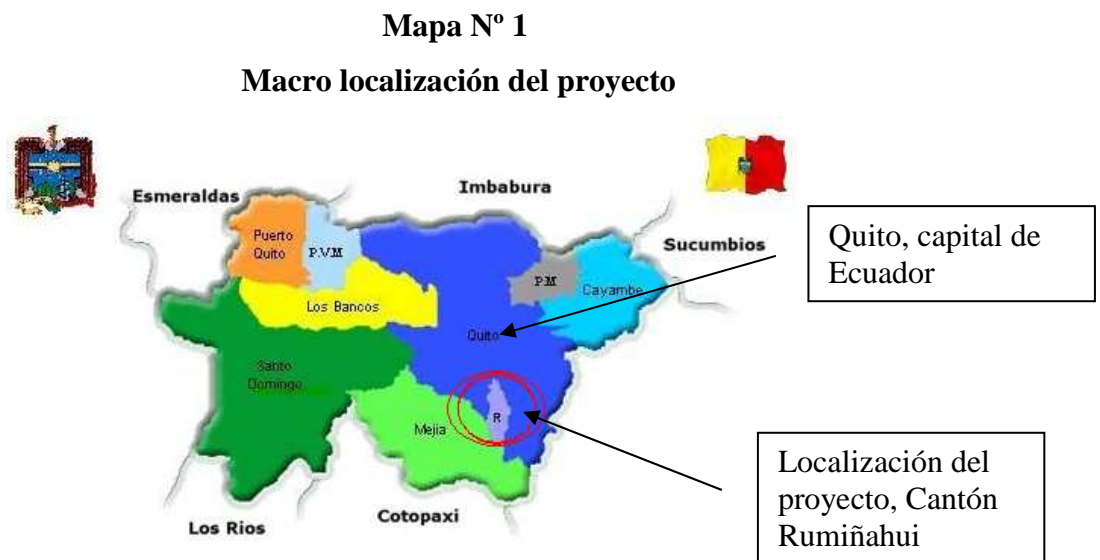 Mapa Nº 1
Macro localización del proyecto
Esmeraldas
Imbabura
Sucumbios
Puerto
Quito
P.V.M
P.M
Cayambe
Los Bancos
Quito
Santo
Domingo
Mejia
R
Los Rios
Cotopaxi
Quito, capital de
Ecuador
Localización del
proyecto, Cantón
Rumiñahui